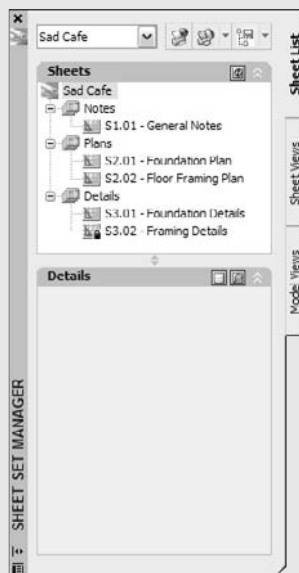 Sad Cafe
Sheets
Sad Cafe
Notes
S1.01 - General Notes
Plans
S2.01 - Foundation Plan
S2.02 - Floor Framing Plan
Details
S3.01 - Foundation Details
S3.02 - Framing Details
Details
SHEET SET MANAGER
Sheet List
Sheet Views
Model Views